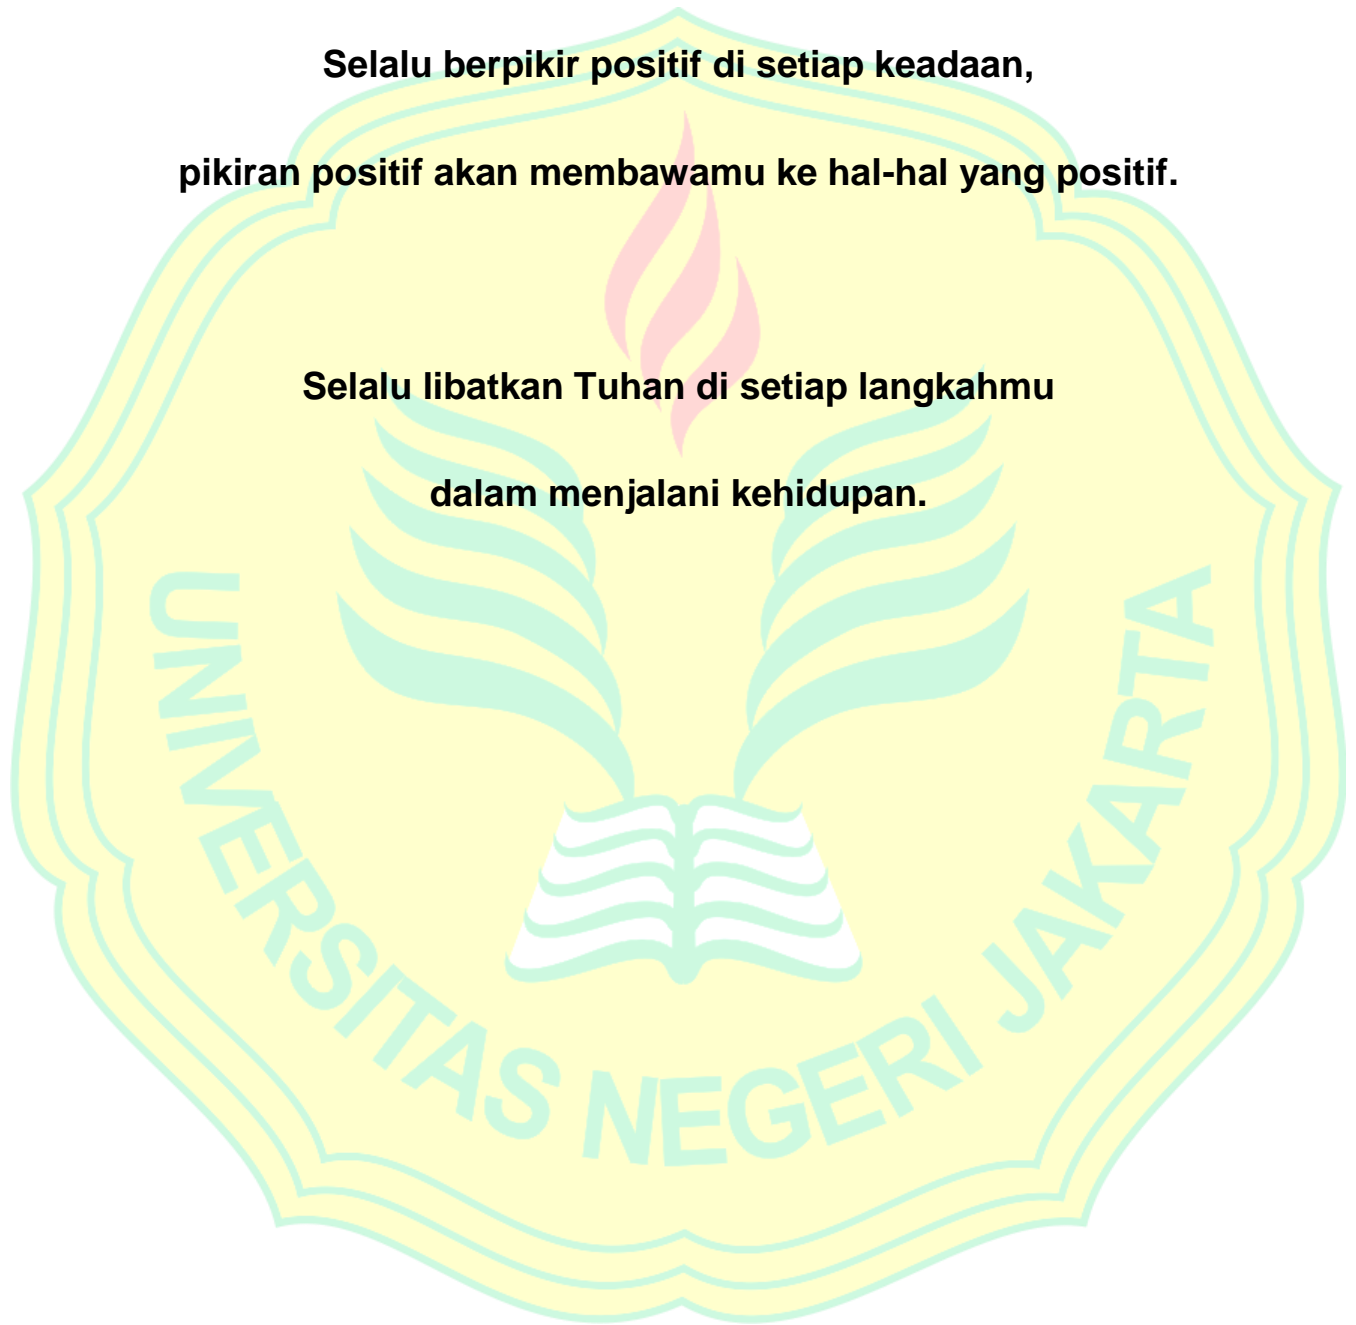 Selalu berpikir positif di setiap keadaan,
pikiran positif akan membawamu ke hal-hal yang positif.
Selalu libatkan Tuhan di setiap langkahmu
dalam menjalani kehidupan.
UNIVERSITAS NEGERI JAKARTA